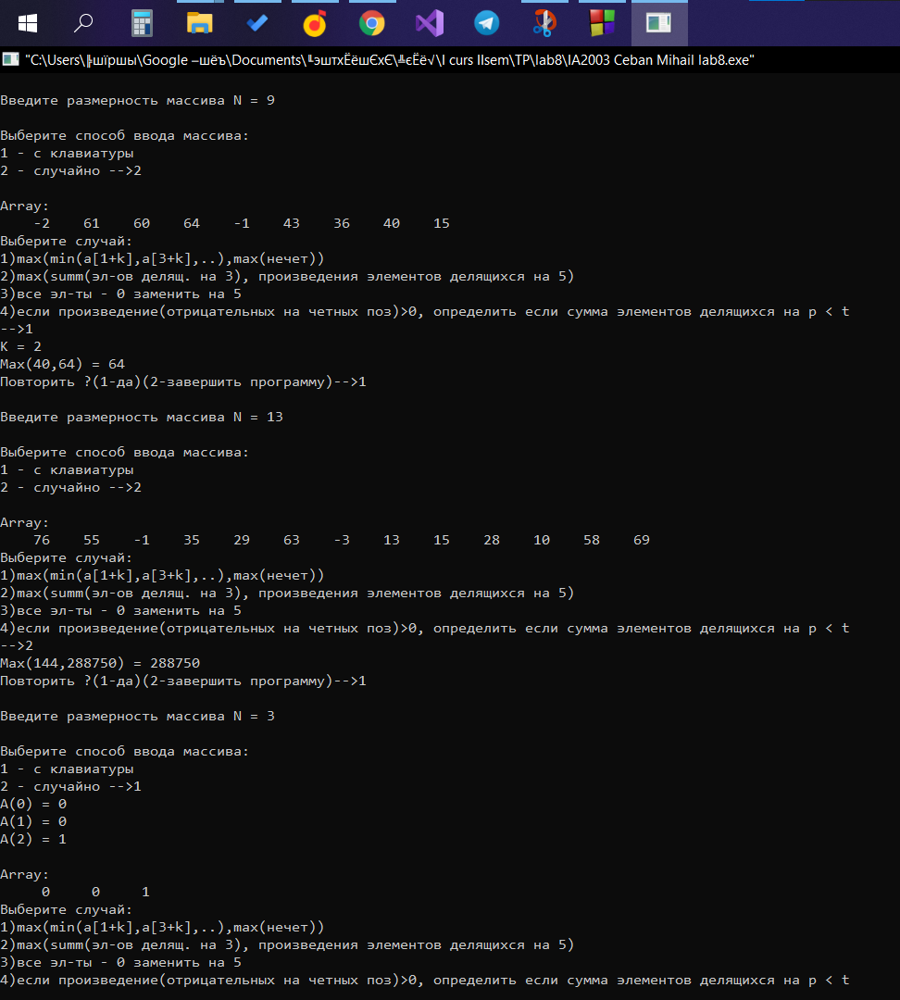 "C:\Users\╠шїршы\Google –шёъ\Documents\╙эштхЁёшЄхЄ\╩єЁё√\I curs IIsem\TP\lab8\IA2003 Ceban Mihail lab8.exe"
Введите размерность массива N = 9
Выберите способ ввода массива:
1 - с клавиатуры
2 - случайно -->2
Array:
-2 61 60 64 -1 43 36 40 15
Выберите случай:
1)max(min(a[1+k],a[3+k],..),max(нечет))
2)max(summ(эл-ов делящ. на 3), произведения элементов делящихся на 5)
3)все эл-ты - 0 заменить на 5
4)если произведение(отрицательных на четных поз)>0, определить если сумма элементов делящихся на p < t
-->1
K = 2
Max(40,64) = 64
Повторить ?(1-да)(2-завершить программу)-->1
Введите размерность массива N = 13
Выберите способ ввода массива:
1 - с клавиатуры
2 - случайно -->2
Array:
76 55 -1 35 29 63 -3 13 15 28 10 58 69
Выберите случай:
1)max(min(a[1+k],a[3+k],..),max(нечет))
2)max(summ(эл-ов делящ. на 3), произведения элементов делящихся на 5)
3)все эл-ты - 0 заменить на 5
4)если произведение(отрицательных на четных поз)>0, определить если сумма элементов делящихся на p < t
-->2
Max(144,288750) = 288750
Повторить ?(1-да)(2-завершить программу)-->1
Введите размерность массива N = 3
Выберите способ ввода массива:
1 - с клавиатуры
2 - случайно -->1
A(0) = 0
A(1) = 0
A(2) = 1
Array:
0 0 1
Выберите случай:
1)max(min(a[1+k],a[3+k],..),max(нечет))
2)max(summ(эл-ов делящ. на 3), произведения элементов делящихся на 5)
3)все эл-ты - 0 заменить на 5
4)если произведение(отрицательных на четных поз)>0, определить если сумма элементов делящихся на p < t